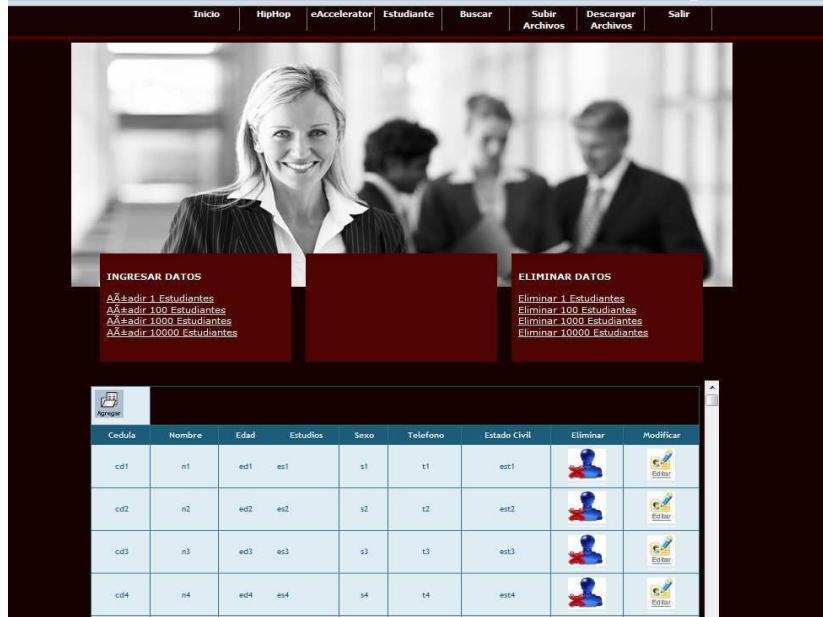 Inicio HipHop eAccelerator Estudiante Buscar Subir Archivos Descargar Archivos Salir
INGRESAR DATOS
AÃ±adir 1 Estudiantes
AÃ±adir 100 Estudiantes
AÃ±adir 1000 Estudiantes
AÃ±adir 10000 Estudiantes
ELIMINAR DATOS
Eliminar 1 Estudiantes
Eliminar 100 Estudiantes
Eliminar 1000 Estudiantes
Eliminar 10000 Estudiantes
Agregar
Cedula Nombre Edad Estudios Sexo Telefono Estado Civil Eliminar Modificar
cd1 n1 ed1 es1 s1 t1 est1 Editar
cd2 n2 ed2 es2 s2 t2 est2 Editar
cd3 n3 ed3 es3 s3 t3 est3 Editar
cd4 n4 ed4 es4 s4 t4 est4 Editar